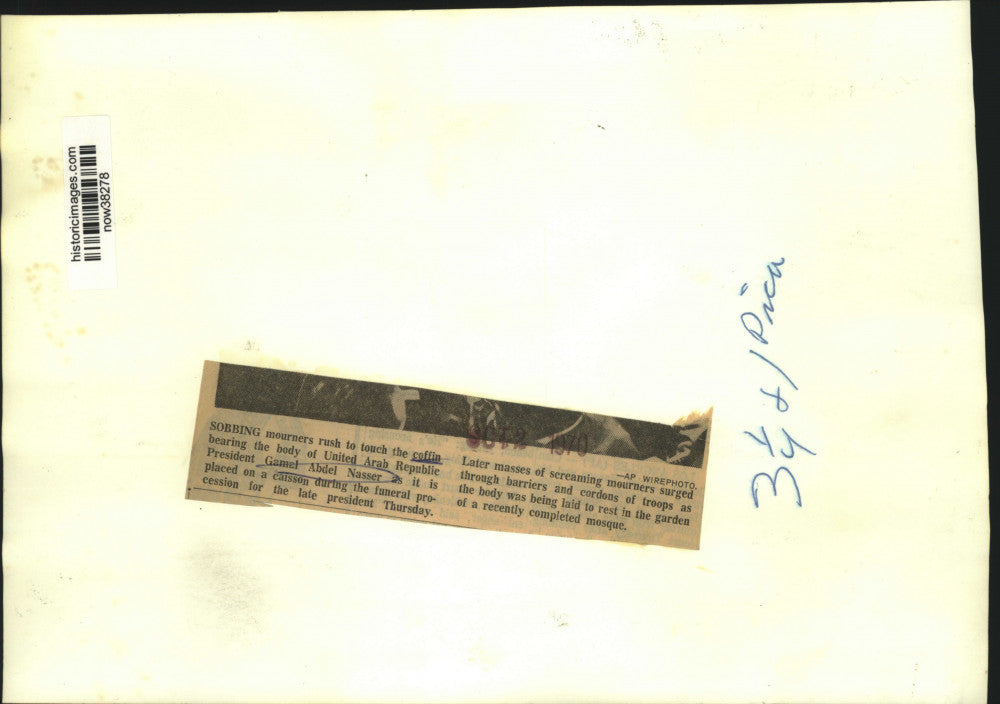 historicimages.com
now38278
OCT 2 1970
SOBBING mourners rush to touch the coffin
bearing the body of United Arab Republic
President Gamel Abdel Nasser as it is
placed on a caisson during the funeral pro-
cession for the late president Thursday.
—AP WIREPHOTO.
Later masses of screaming mourners surged
through barriers and cordons of troops as
the body was being laid to rest in the garden
of a recently completed mosque.
Pica